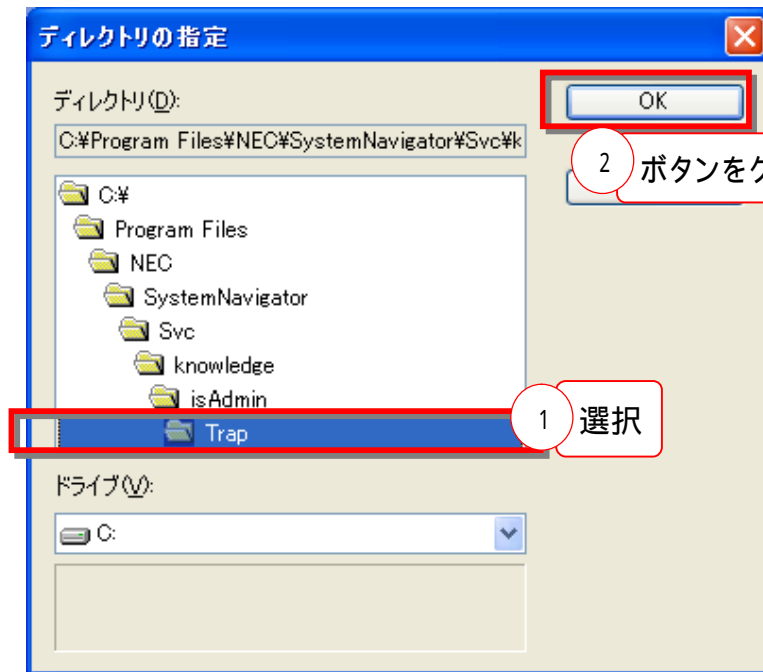 ディレクトリの指定
ディレクトリ(D):
C:¥Program Files¥NEC¥SystemNavigator¥Svc¥k
OK
2 ボタンをク
C:¥
Program Files
NEC
SystemNavigator
Svc
knowledge
isAdmin
Trap
1 選択
ドライブ(V):
C: